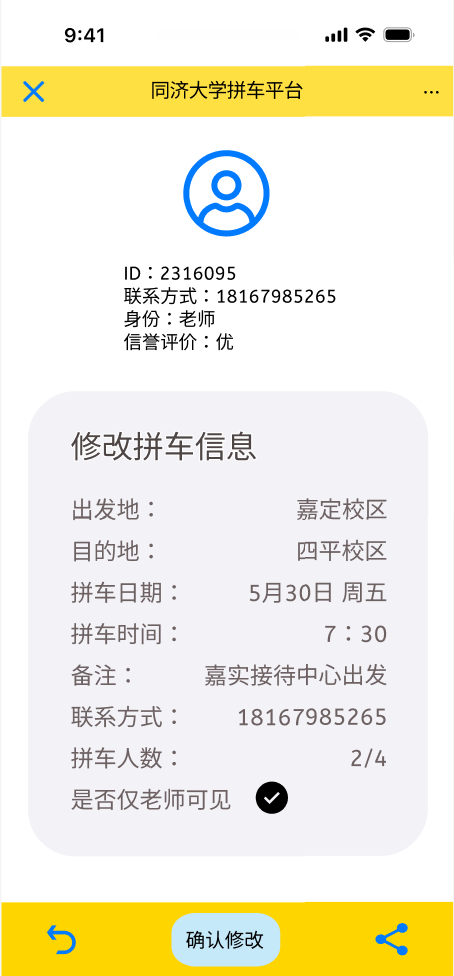 9:41
同济大学拼车平台
ID：2316095
联系方式：18167985265
身份：老师
信誉评价：优
修改拼车信息
出发地： 嘉定校区
目的地： 四平校区
拼车日期： 5月30日 周五
拼车时间： 7：30
备注： 嘉实接待中心出发
联系方式： 18167985265
拼车人数： 2/4
是否仅老师可见
确认修改